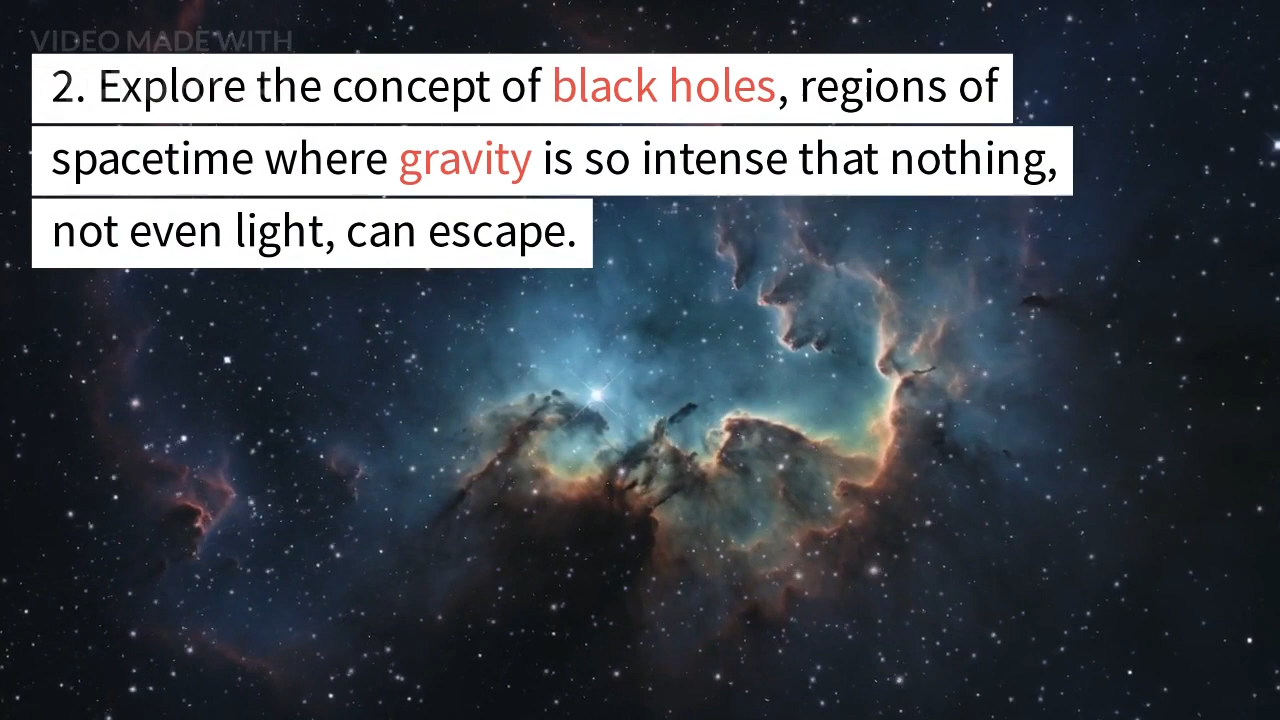 VIDEO MADE WITH
2. Explore the concept of black holes, regions of
spacetime where gravity is so intense that nothing,
not even light, can escape.